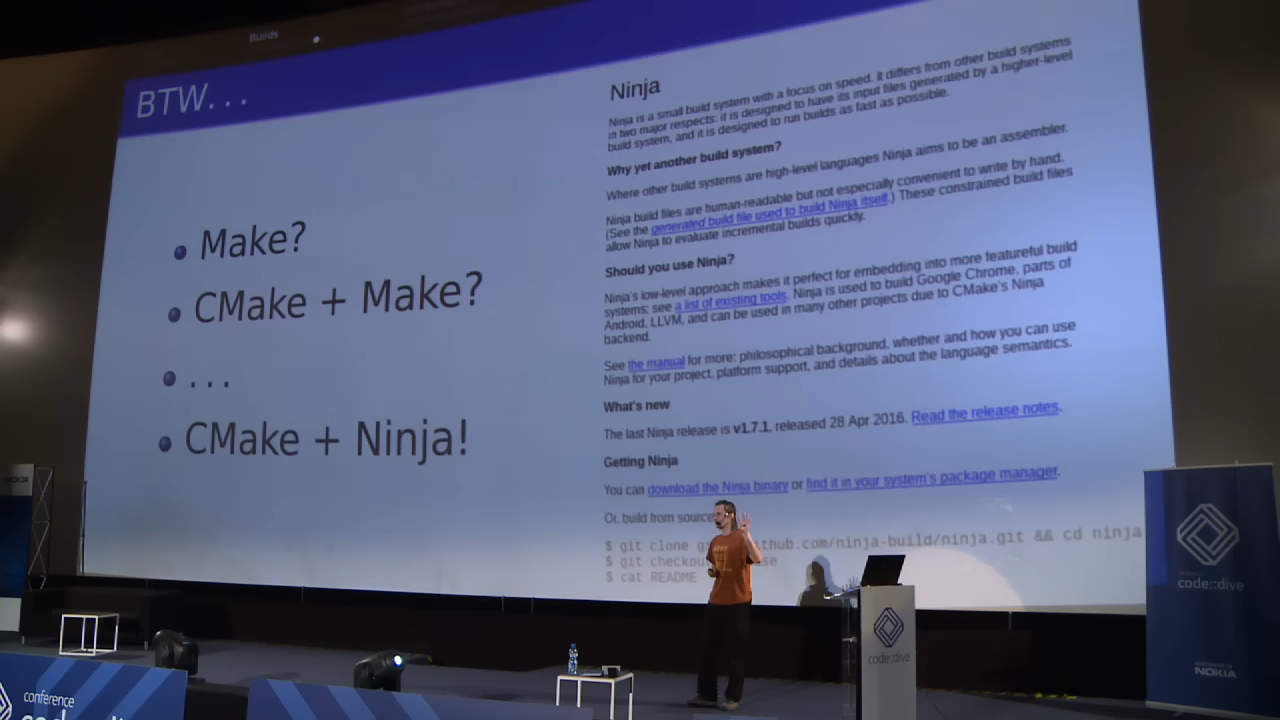 Builds
BTW...
Make?
CMake + Make?
...
CMake + Ninja!
Ninja
Ninja is a small build system with a focus on speed. It differs from other build systems
in two major respects: it is designed to have its input files generated by a higher-level
build system, and it is designed to run builds as fast as possible.
Why yet another build system?
Where other build systems are high-level languages Ninja aims to be an assembler.
Ninja build files are human-readable but not especially convenient to write by hand.
(See the generated build file used to build Ninja itself.) These constrained build files
allow Ninja to evaluate incremental builds quickly.
Should you use Ninja?
Ninja's low-level approach makes it perfect for embedding into more featureful build
systems; see a list of existing tools. Ninja is used to build Google Chrome, parts of
Android, LLVM, and can be used in many other projects due to CMake's Ninja
backend.
See the manual for more: philosophical background, whether and how you can use
Ninja for your project, platform support, and details about the language semantics.
What's new
The last Ninja release is v1.7.1, released 28 Apr 2016. Read the release notes.
Getting Ninja
You can download the Ninja binary or find it in your system's package manager.
Or, build from source
$ git clone thub.com/ninja-build/ninja.git && cd ninja
$ git checkou se
$ cat README
NOKIA
code::dive
NOKIA
code::dive
conference